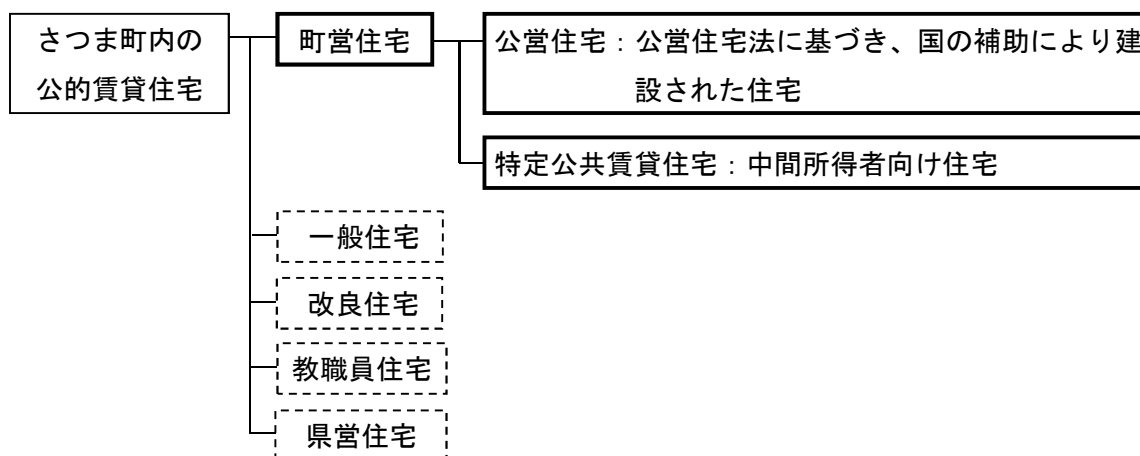 さつま町内の
公的賃貸住宅
町営住宅
公営住宅：公営住宅法に基づき、国の補助により建
設された住宅
特定公共賃貸住宅：中間所得者向け住宅
一般住宅
改良住宅
教職員住宅
県営住宅